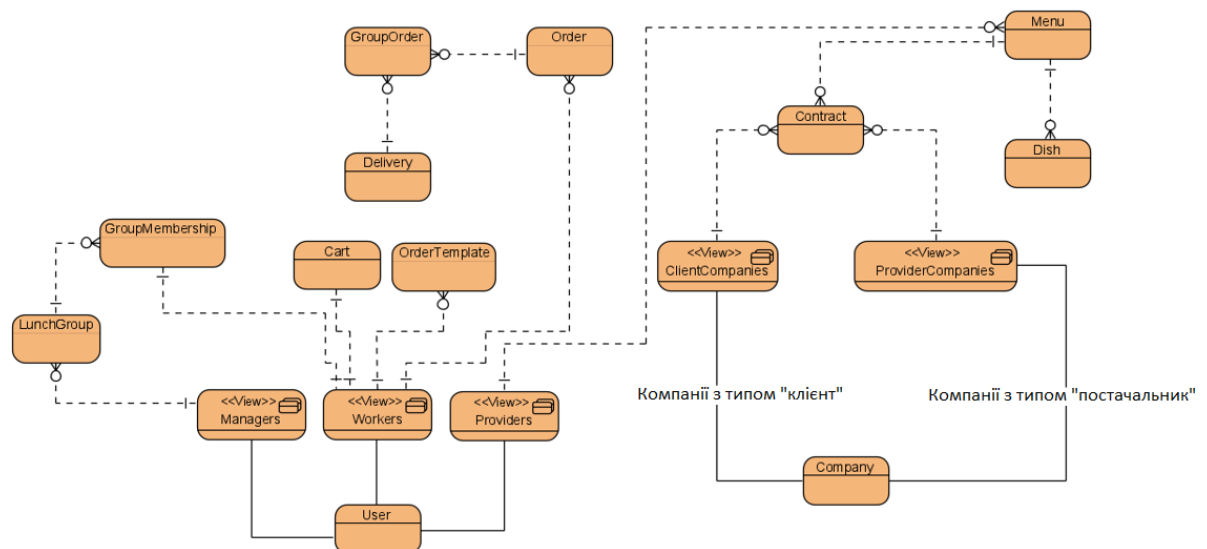 GroupOrder
Order
Menu
Contract
Delivery
Dish
GroupMembership
Cart
OrderTemplate
<<View>>
ClientCompanies
<<View>>
ProviderCompanies
LunchGroup
<<View>>
Managers
<<View>>
Workers
<<View>>
Providers
Компанії з типом "клієнт"
Компанії з типом "постачальник"
Company
User